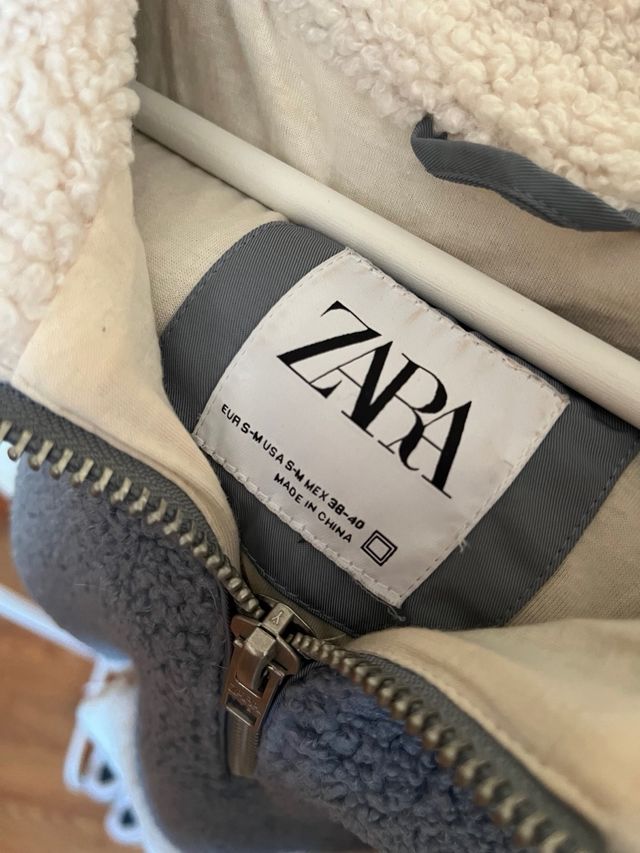 ZARA
EUR S-M USA S-M MEX 38-40
MADE IN CHINA